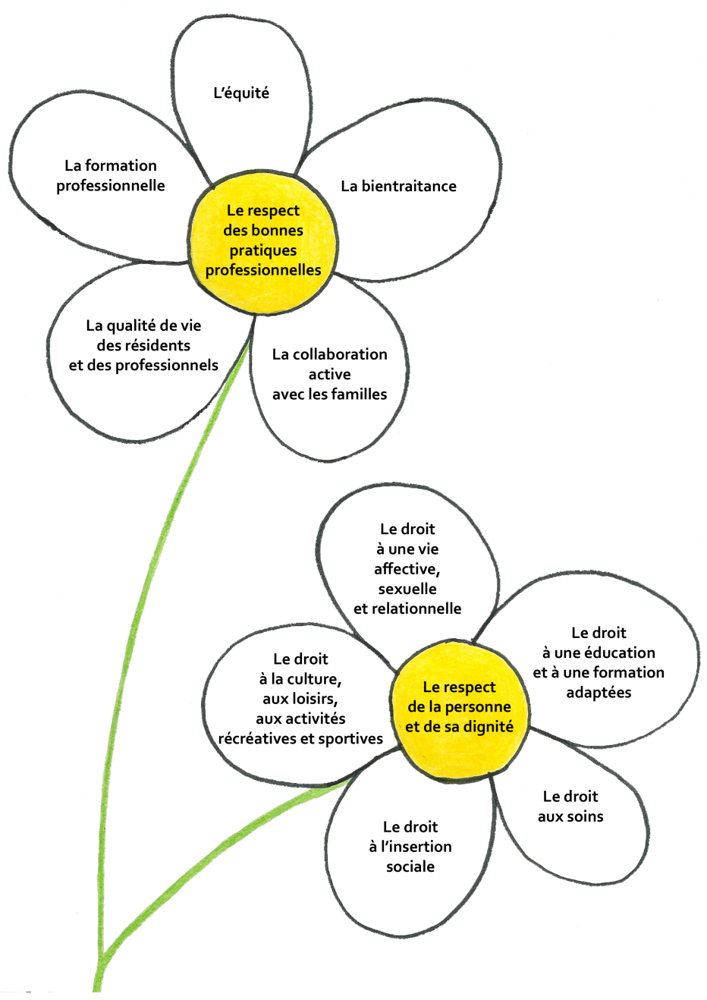 L'équité
La formation
professionnelle
La bientraitance
Le respect
des bonnes
pratiques
professionnelles
La qualité de vie
des résidents
et des professionnels
La collaboration
active
avec les familles
Le droit
à une vie
affective,
sexuelle
et relationnelle
Le droit
à une éducation
et à une formation
adaptées
Le droit
à la culture,
aux loisirs,
aux activités
récréatives et sportives
Le respect
de la personne
et de sa dignité
Le droit
aux soins
Le droit
à l'insertion
sociale